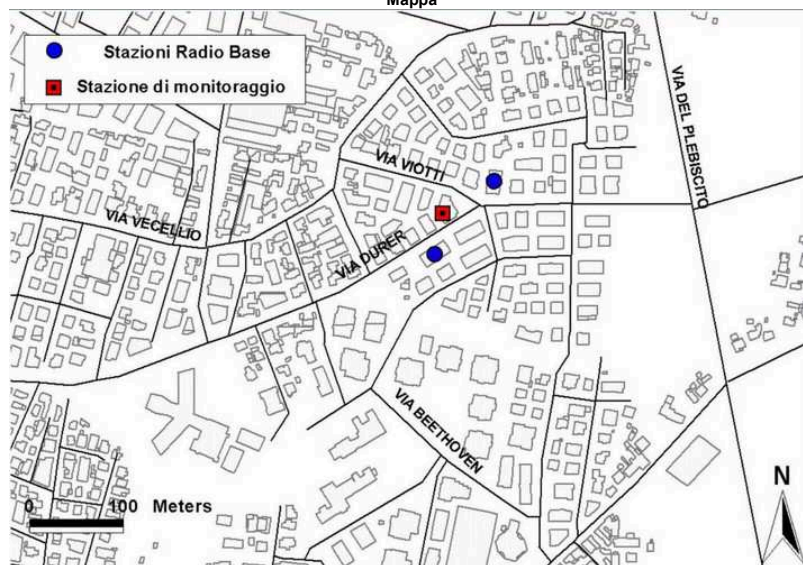 Mappa
Stazioni Radio Base
Stazione di monitoraggio
VIA DEL PLEBISCITO
VIA VIOTTI
VIA VECELLIO
VIA DURER
VIA BEETHOVEN
0 100 Meters
N